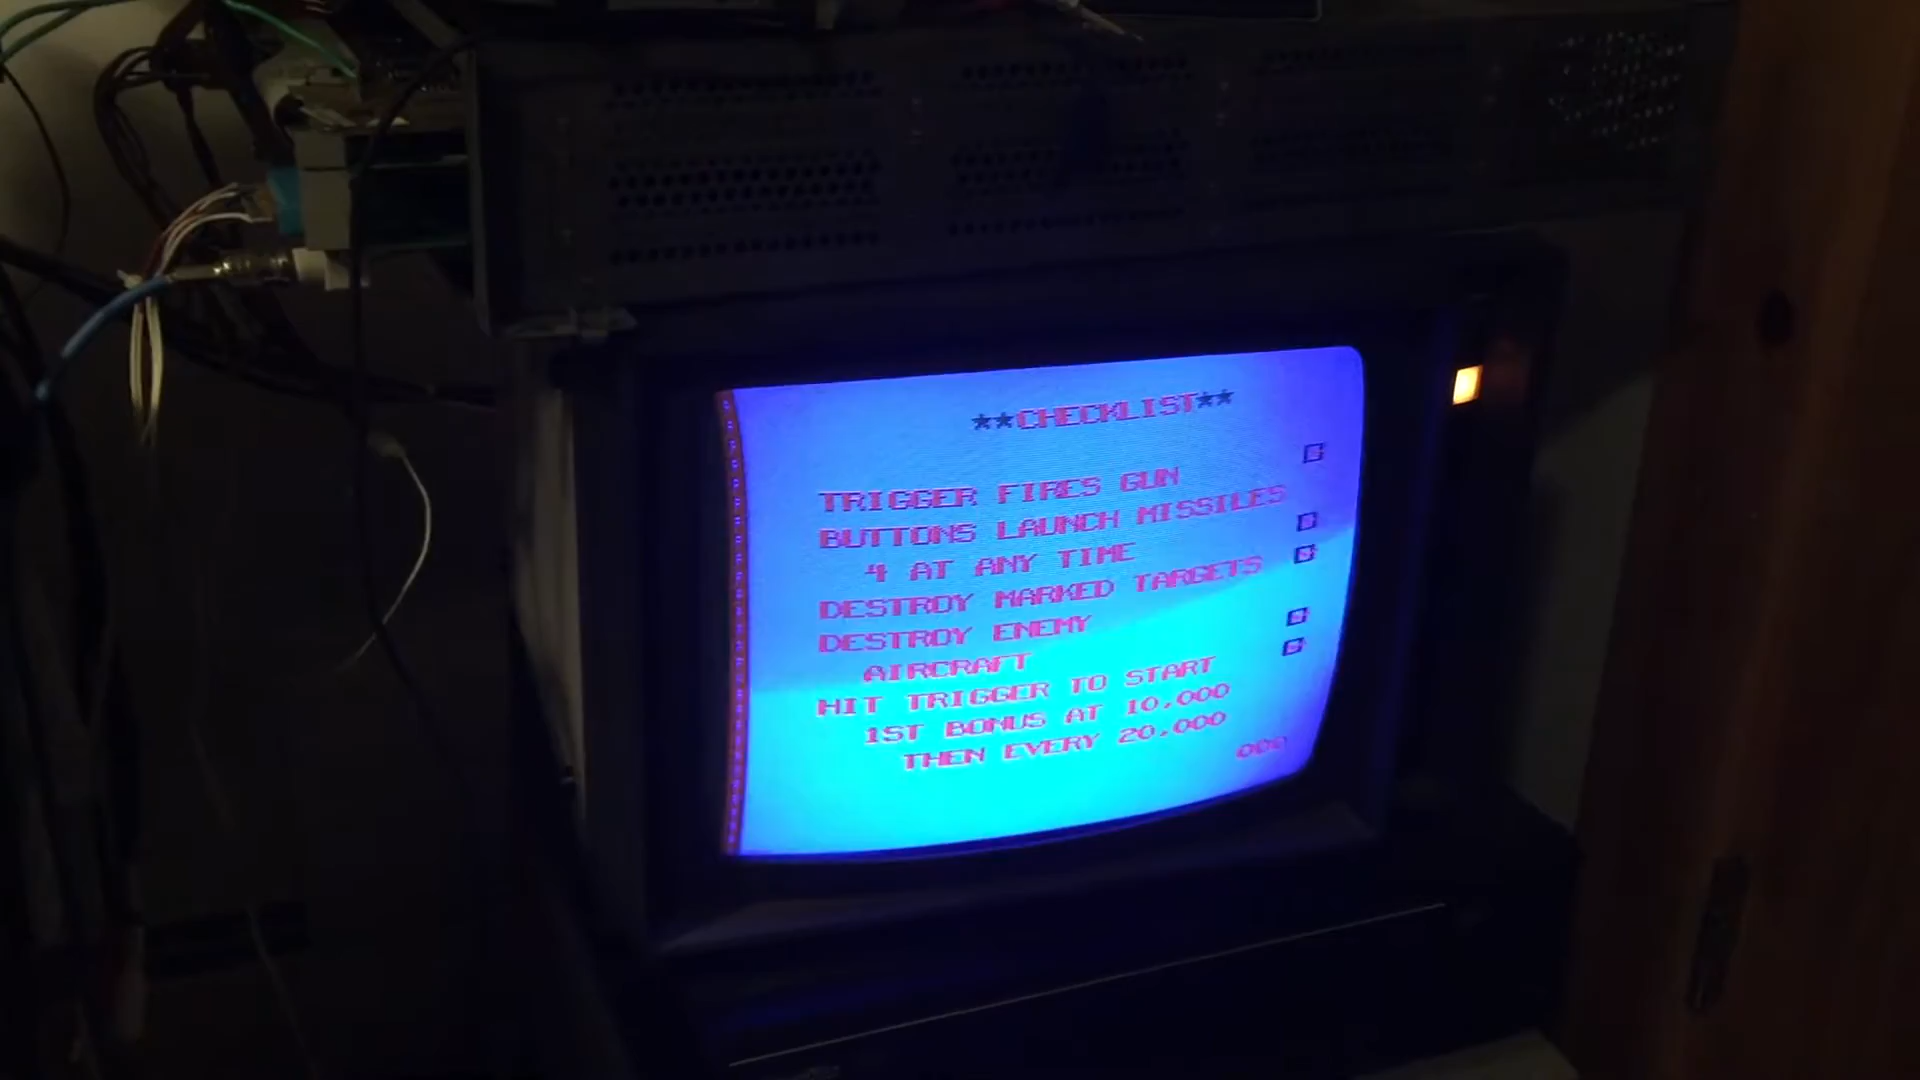 **CHECKLIST**
TRIGGER FIRES GUN
BUTTONS LAUNCH MISSILES
4 AT ANY TIME
DESTROY MARKED TARGETS
DESTROY ENEMY
AIRCRAFT
HIT TRIGGER TO START
1ST BONUS AT 10,000
THEN EVERY 20,000
000